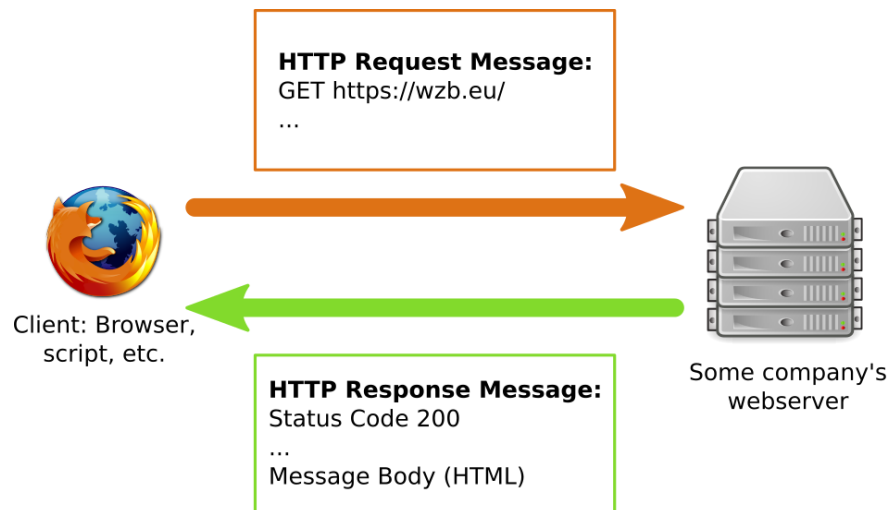 HTTP Request Message:
GET https://wzb.eu/
...
Client: Browser,
script, etc.
Some company's
webserver
HTTP Response Message:
Status Code 200
...
Message Body (HTML)